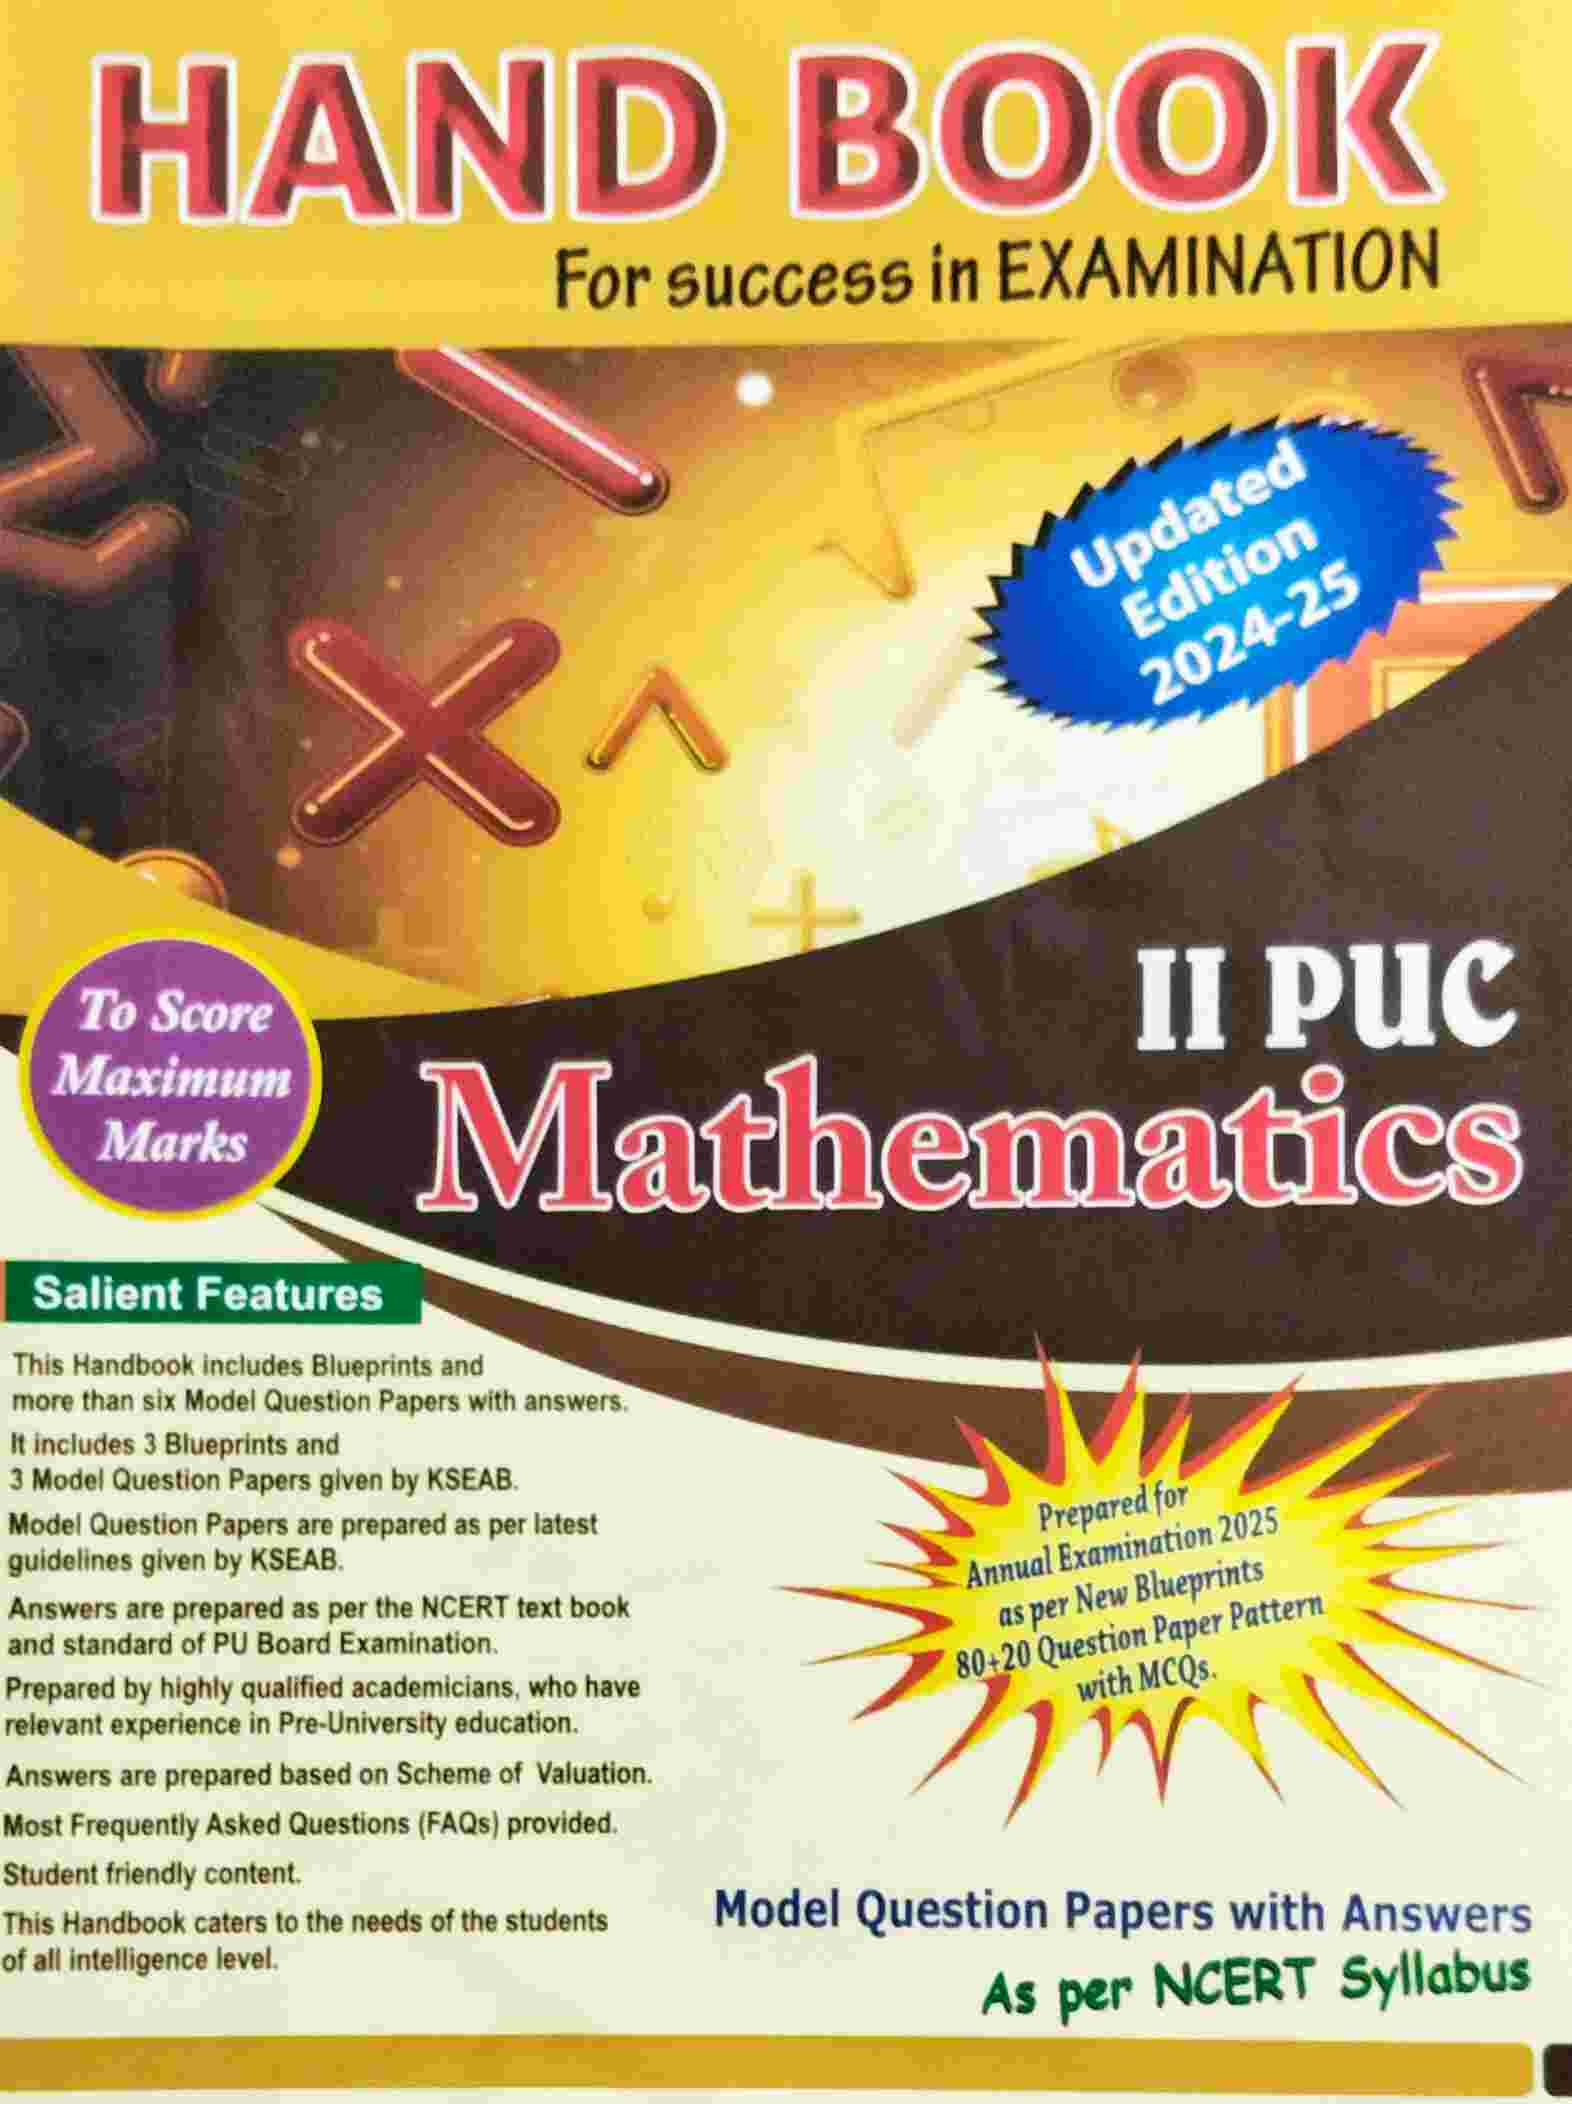 HAND BOOK
For success in EXAMINATION
Updated
Edition
2024-25
II PUC
Mathematics
To Score
Maximum
Marks
Salient Features
This Handbook includes Blueprints and
more than six Model Question Papers with answers.
It includes 3 Blueprints and
3 Model Question Papers given by KSEAB.
Model Question Papers are prepared as per latest
guidelines given by KSEAB.
Answers are prepared as per the NCERT text book
and standard of PU Board Examination.
Prepared by highly qualified academicians, who have
relevant experience in Pre-University education.
Answers are prepared based on Scheme of Valuation.
Most Frequently Asked Questions (FAQs) provided.
Student friendly content.
This Handbook caters to the needs of the students
of all intelligence level.
Prepared for
Annual Examination 2025
as per New Blueprints
80+20 Question Paper Pattern
with MCQs.
Model Question Papers with Answers
As per NCERT Syllabus